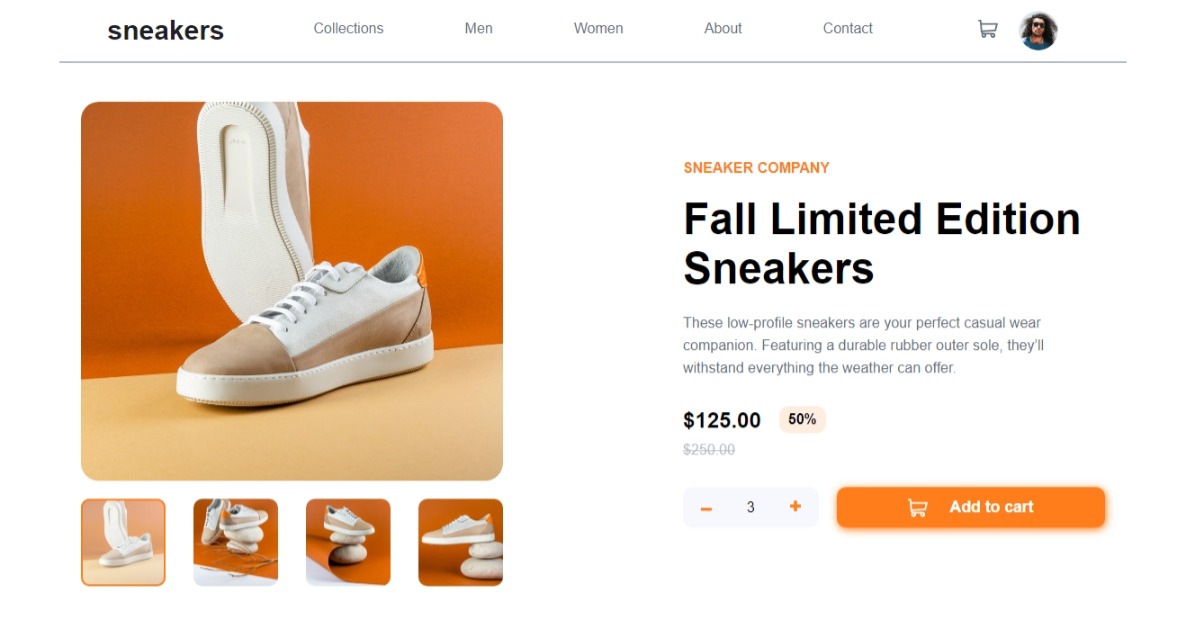 sneakers
Collections
Men
Women
About
Contact
SNEAKER COMPANY
Fall Limited Edition
Sneakers
These low-profile sneakers are your perfect casual wear
companion. Featuring a durable rubber outer sole, they’ll
withstand everything the weather can offer.
$125.00
50%
$250.00
3
Add to cart